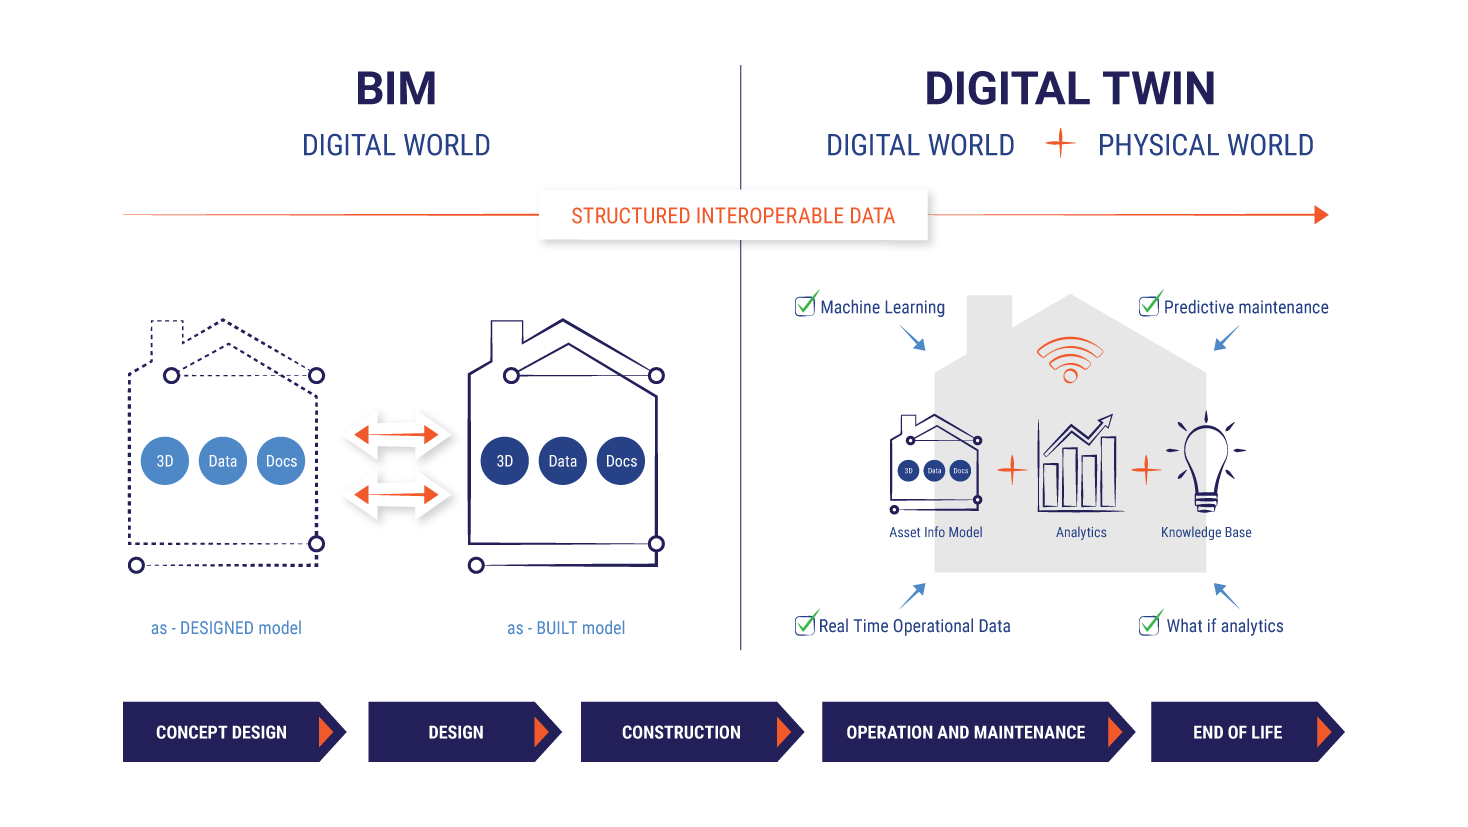 BIM
DIGITAL WORLD
DIGITAL TWIN
DIGITAL WORLD + PHYSICAL WORLD
STRUCTURED INTEROPERABLE DATA
3D Data Docs
as - DESIGNED model
3D Data Docs
as - BUILT model
Machine Learning
Predictive maintenance
3D Data Docs
Asset Info Model
Analytics
Knowledge Base
Real Time Operational Data
What if analytics
CONCEPT DESIGN
DESIGN
CONSTRUCTION
OPERATION AND MAINTENANCE
END OF LIFE